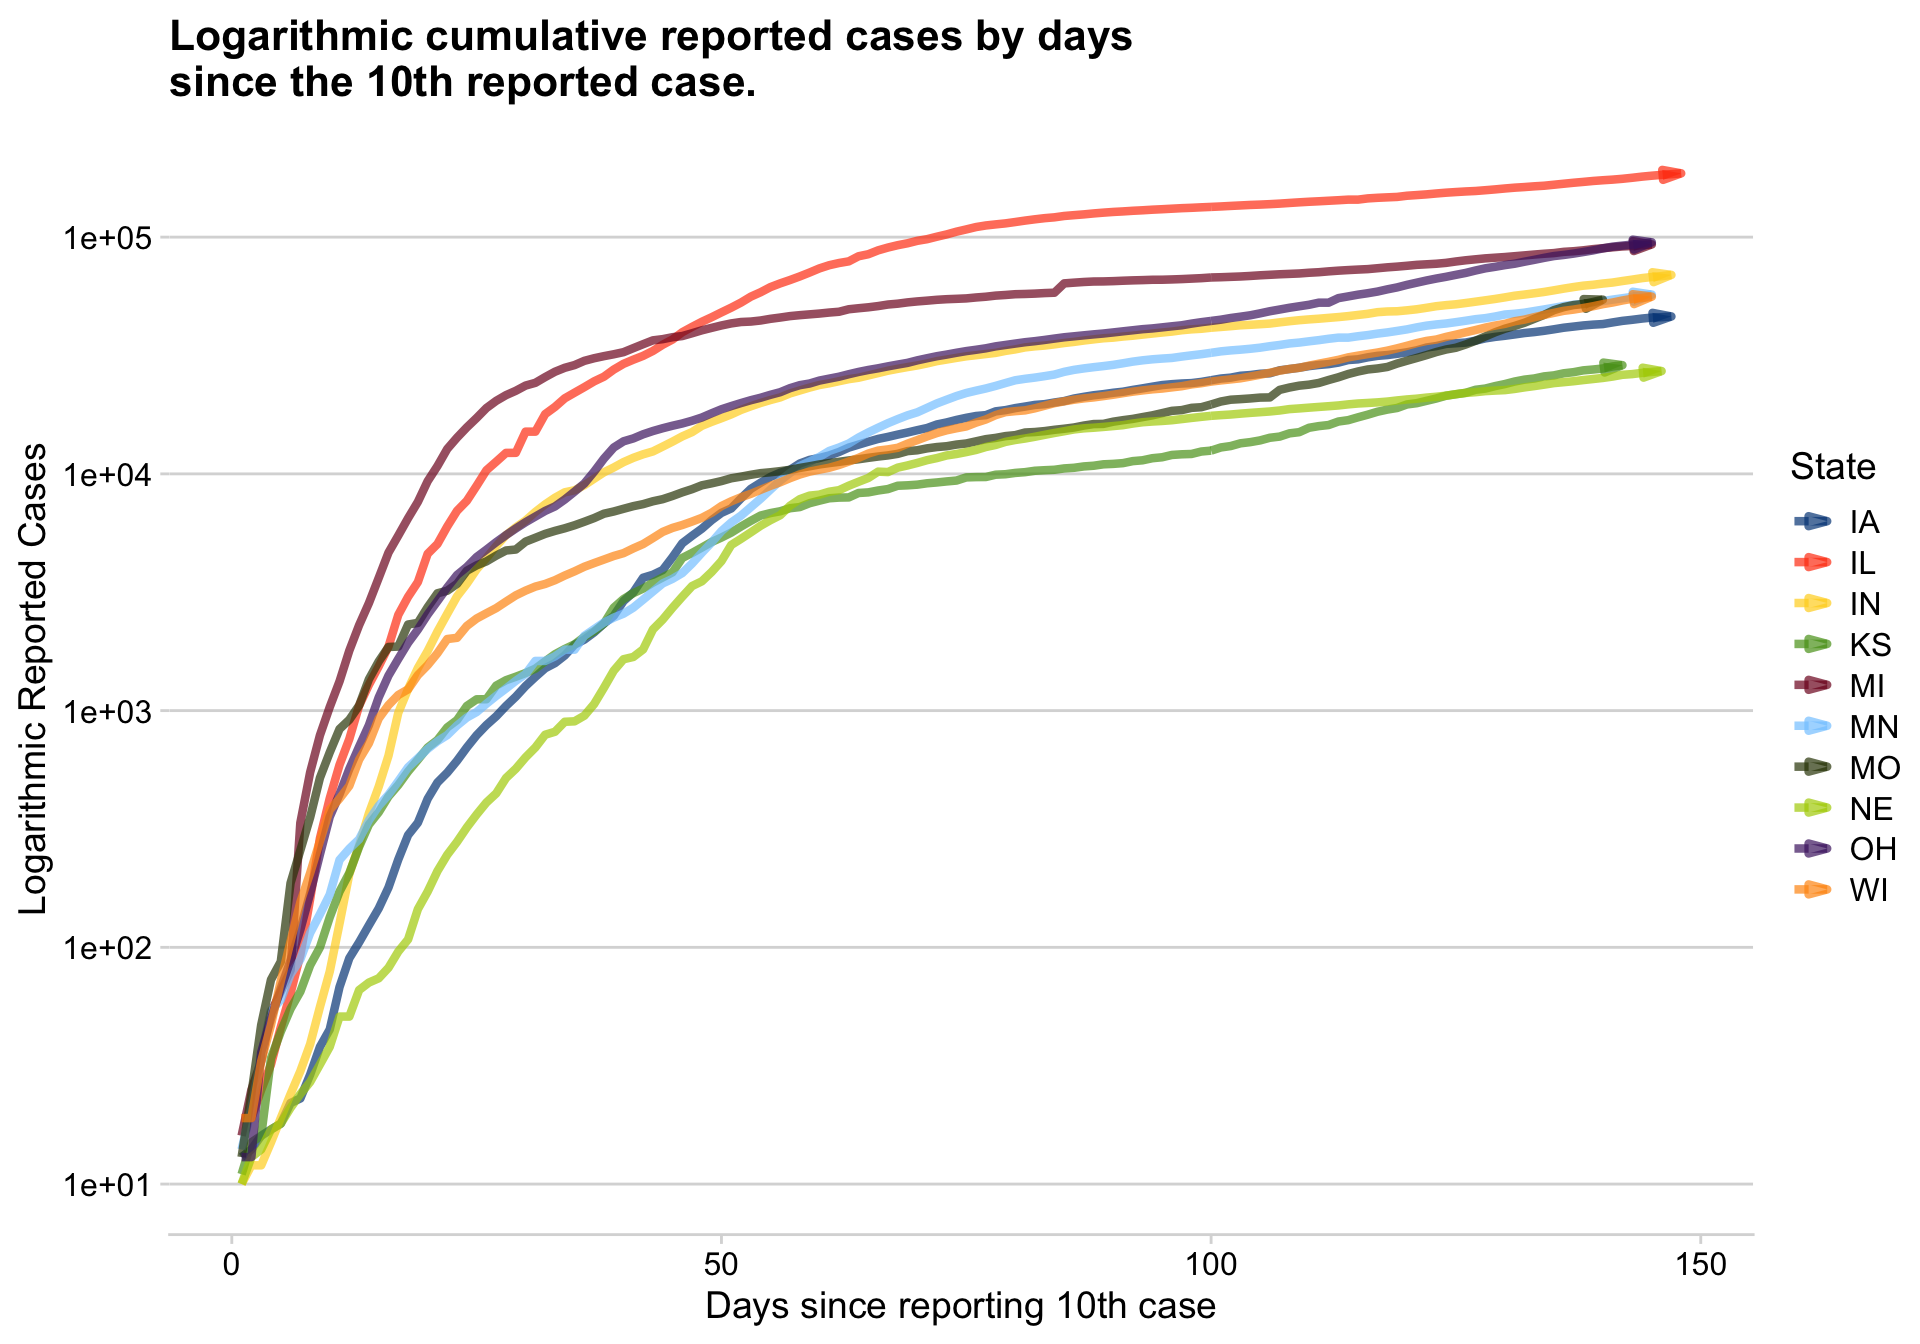 Logarithmic cumulative reported cases by days
since the 10th reported case.
Logarithmic Reported Cases
1e+05
1e+04
1e+03
1e+02
1e+01
0
50
100
150
Days since reporting 10th case
State
IA
IL
IN
KS
MI
MN
MO
NE
OH
WI